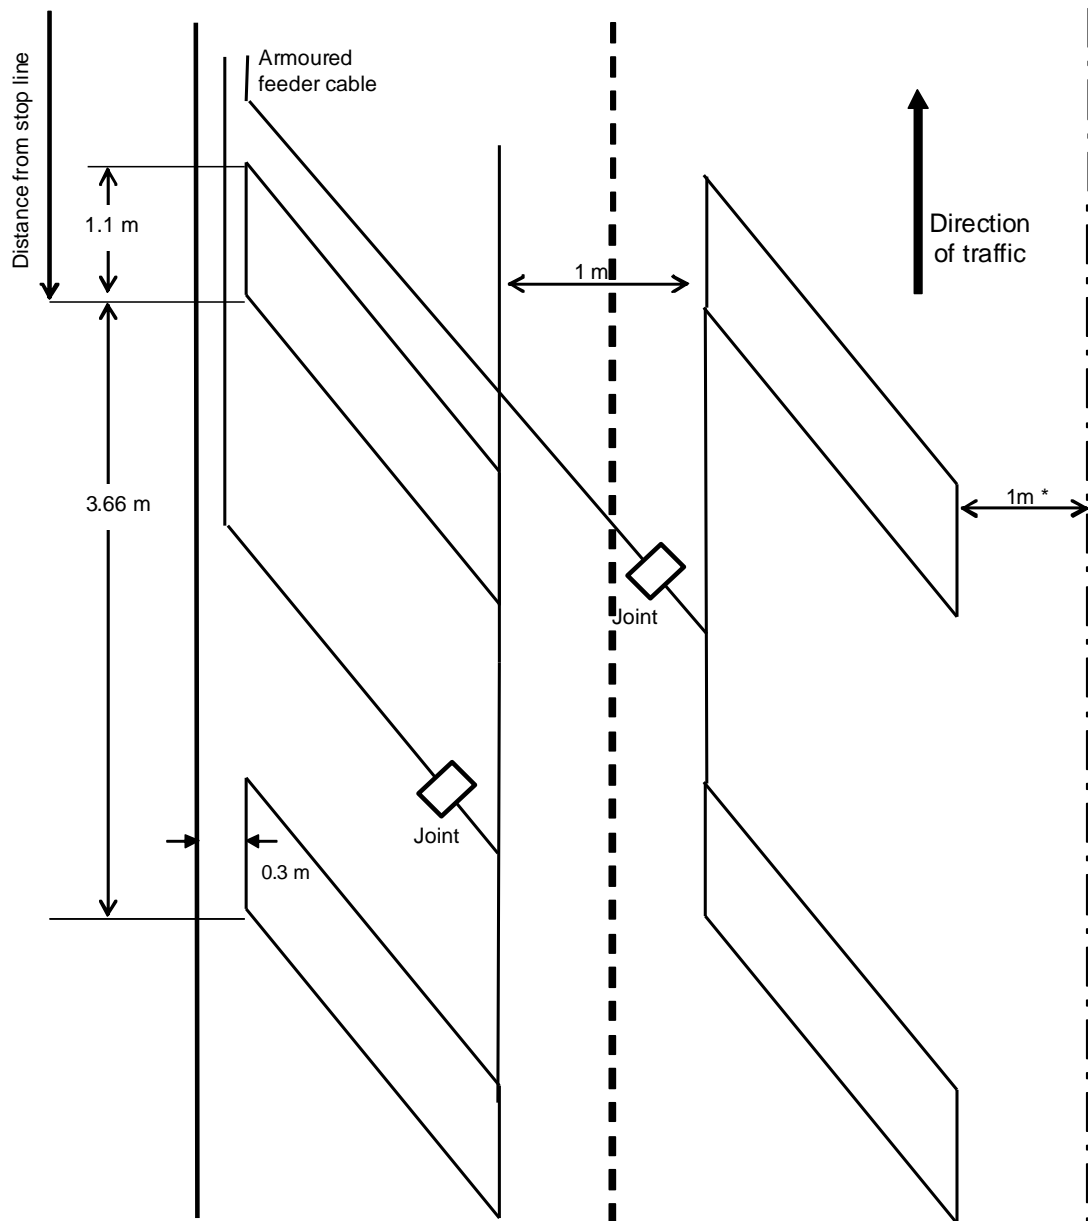 Distance from stop line
Armoured
feeder cable
1.1 m
Direction
of traffic
1 m
3.66 m
1m *
Joint
Joint
0.3 m